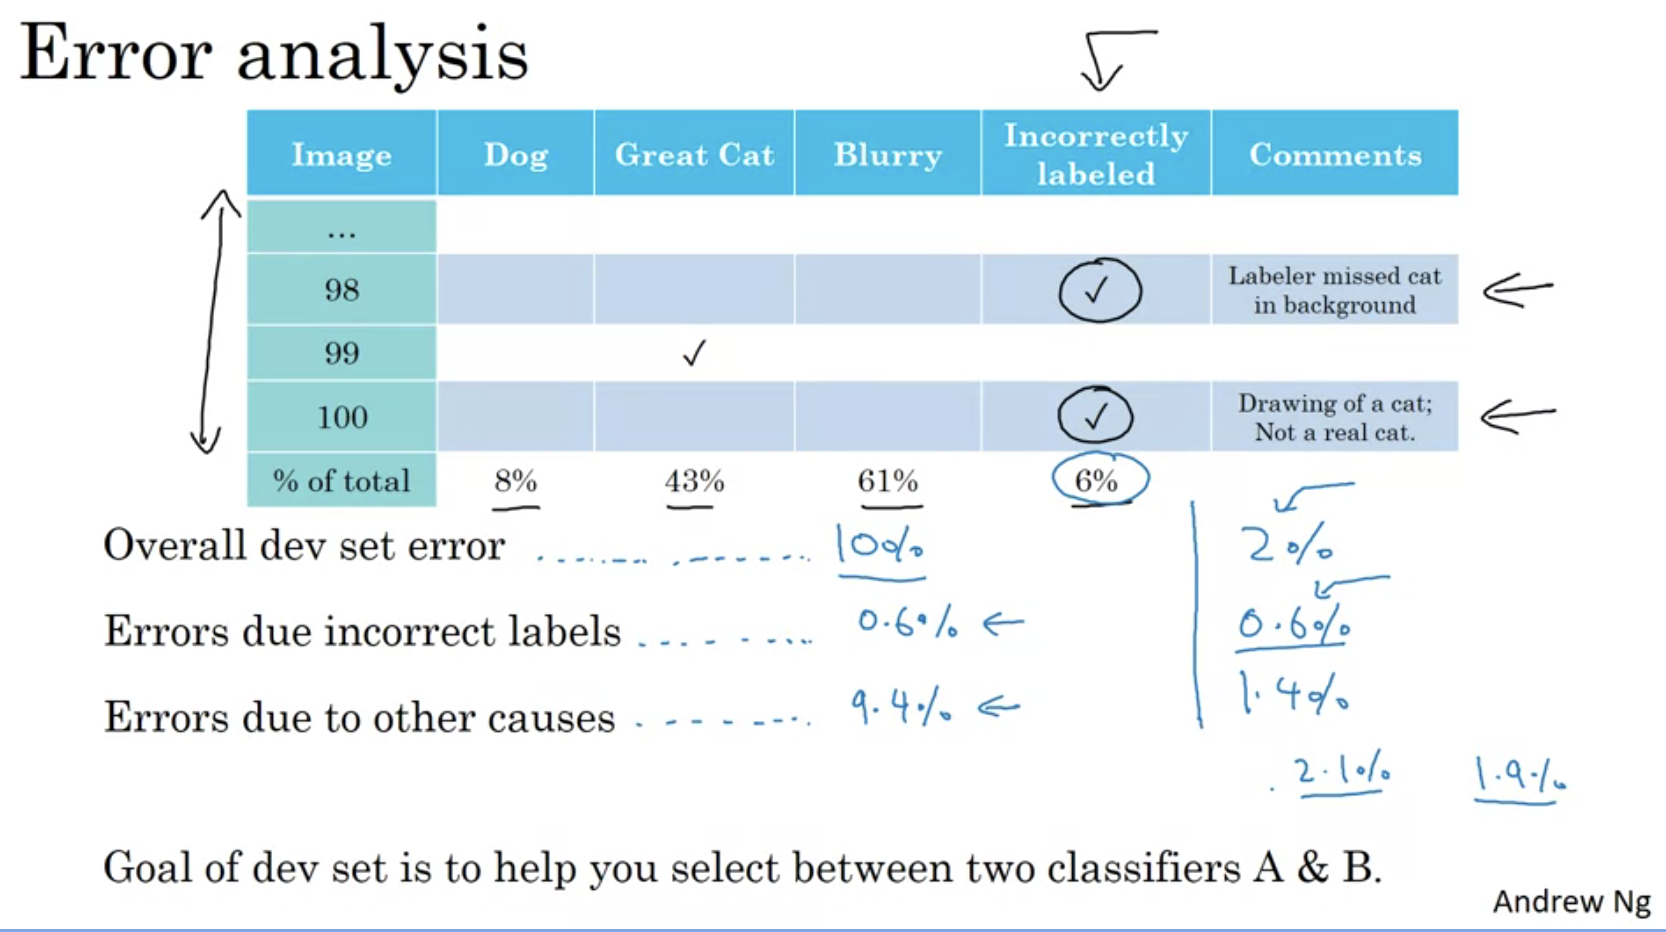 Error analysis
Image Dog Great Cat Blurry Incorrectly labeled Comments
...
98 ✓ Labeler missed cat in background
99 ✓
100 ✓ Drawing of a cat; Not a real cat.
% of total 8% 43% 61% 6%
Overall dev set error 10% 2%
Errors due incorrect labels 0.6% 0.6%
Errors due to other causes 9.4% 1.4%
2.1% 1.9%
Goal of dev set is to help you select between two classifiers A & B.
Andrew Ng